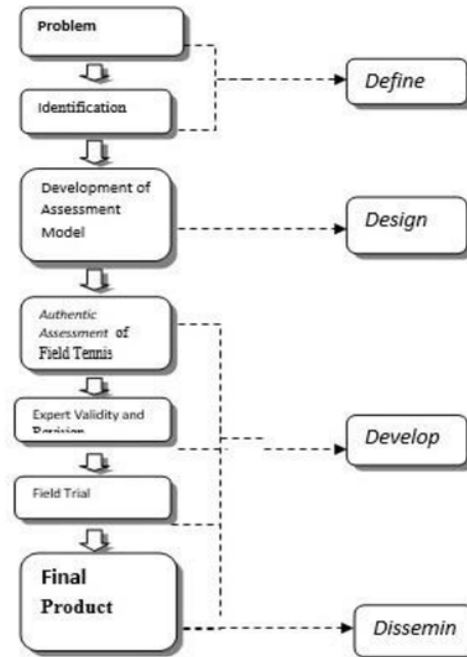 Problem
Define
Identification
Development of
Assessment
Model
Design
Authentic
Assessment of
Field Tennis
Expert Validity and
Develop
Field Trial
Final
Product
Dissemin